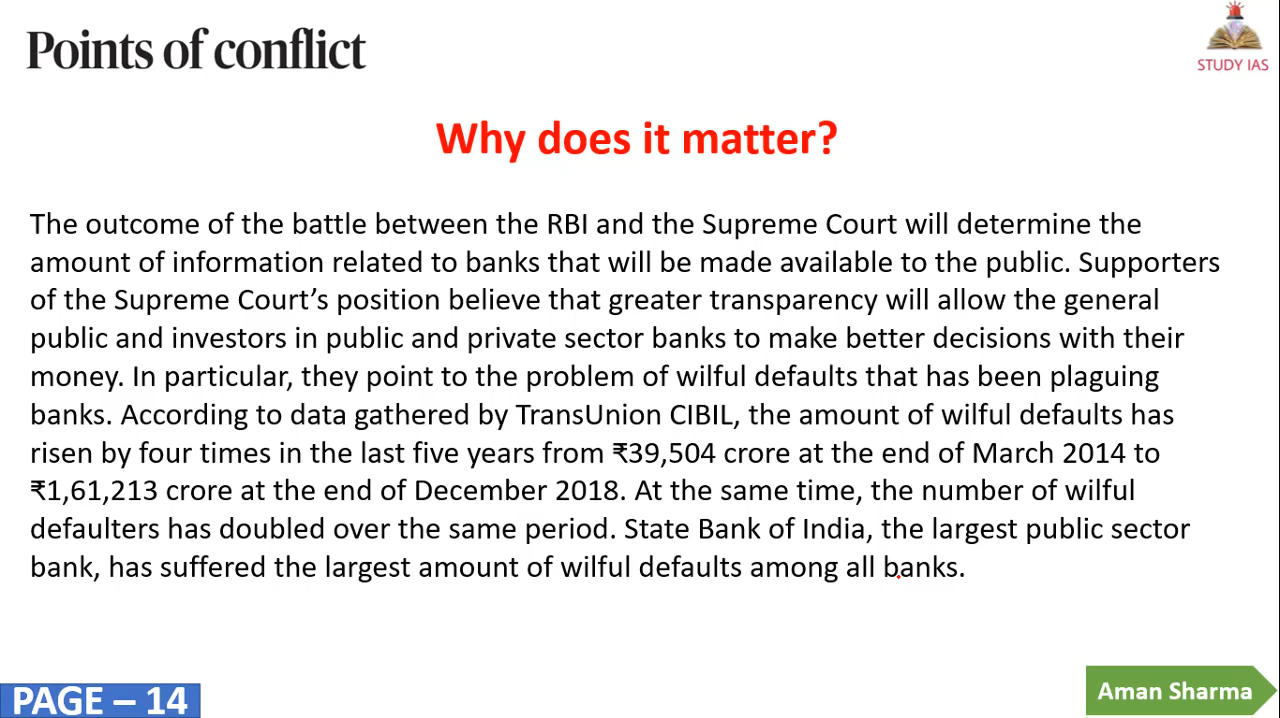 Points of conflict
STUDY IAS
Why does it matter?
The outcome of the battle between the RBI and the Supreme Court will determine the
amount of information related to banks that will be made available to the public. Supporters
of the Supreme Court’s position believe that greater transparency will allow the general
public and investors in public and private sector banks to make better decisions with their
money. In particular, they point to the problem of wilful defaults that has been plaguing
banks. According to data gathered by TransUnion CIBIL, the amount of wilful defaults has
risen by four times in the last five years from ₹39,504 crore at the end of March 2014 to
₹1,61,213 crore at the end of December 2018. At the same time, the number of wilful
defaulters has doubled over the same period. State Bank of India, the largest public sector
bank, has suffered the largest amount of wilful defaults among all banks.
PAGE – 14
Aman Sharma